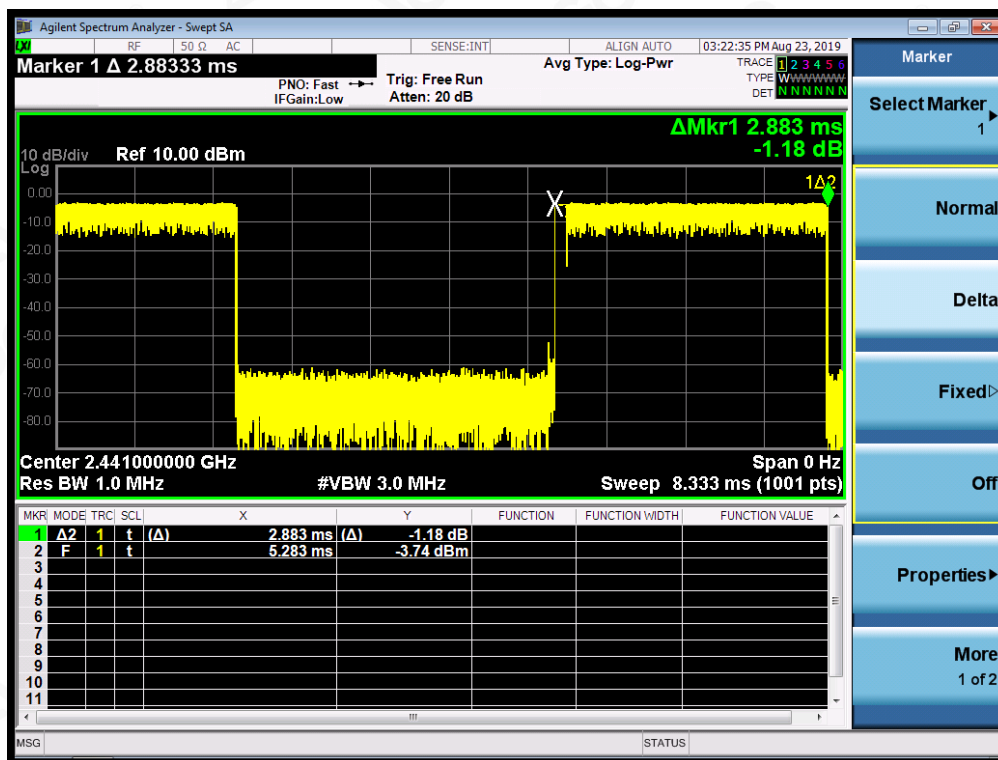 Agilent Spectrum Analyzer - Swept SA
LXI RF 50 Ω AC SENSE:INT ALIGN AUTO 03:22:35 PM Aug 23, 2019
Marker 1 Δ 2.88333 ms
PNO: Fast
IFGain:Low
Trig: Free Run
Atten: 20 dB
Avg Type: Log-Pwr
TRACE 1 2 3 4 5 6
TYPE WWWWWWW
DET N N N N N N
ΔMkr1 2.883 ms
-1.18 dB
10 dB/div Ref 10.00 dBm
Log
1Δ2
0.00
-10.0
-20.0
-30.0
-40.0
-50.0
-60.0
-70.0
-80.0
Center 2.441000000 GHz Span 0 Hz
Res BW 1.0 MHz #VBW 3.0 MHz Sweep 8.333 ms (1001 pts)
MKR MODE TRC SCL X Y FUNCTION FUNCTION WIDTH FUNCTION VALUE
1 Δ2 1 t (Δ) 2.883 ms (Δ) -1.18 dB
2 F 1 t 5.283 ms -3.74 dBm
3
4
5
6
7
8
9
10
11
MSG STATUS
Marker
Select Marker
1
Normal
Delta
Fixed
Off
Properties
More
1 of 2